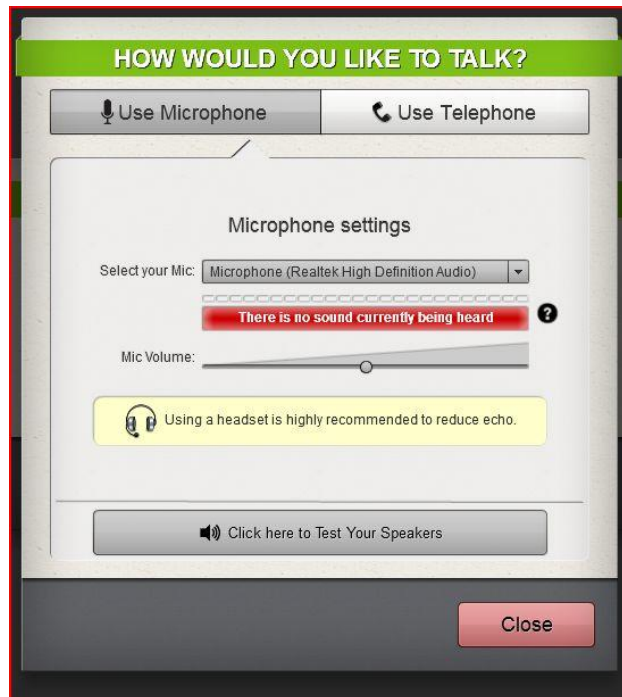 HOW WOULD YOU LIKE TO TALK?
Use Microphone
Use Telephone
Microphone settings
Select your Mic: Microphone (Realtek High Definition Audio)
There is no sound currently being heard ?
Mic Volume:
Using a headset is highly recommended to reduce echo.
Click here to Test Your Speakers
Close